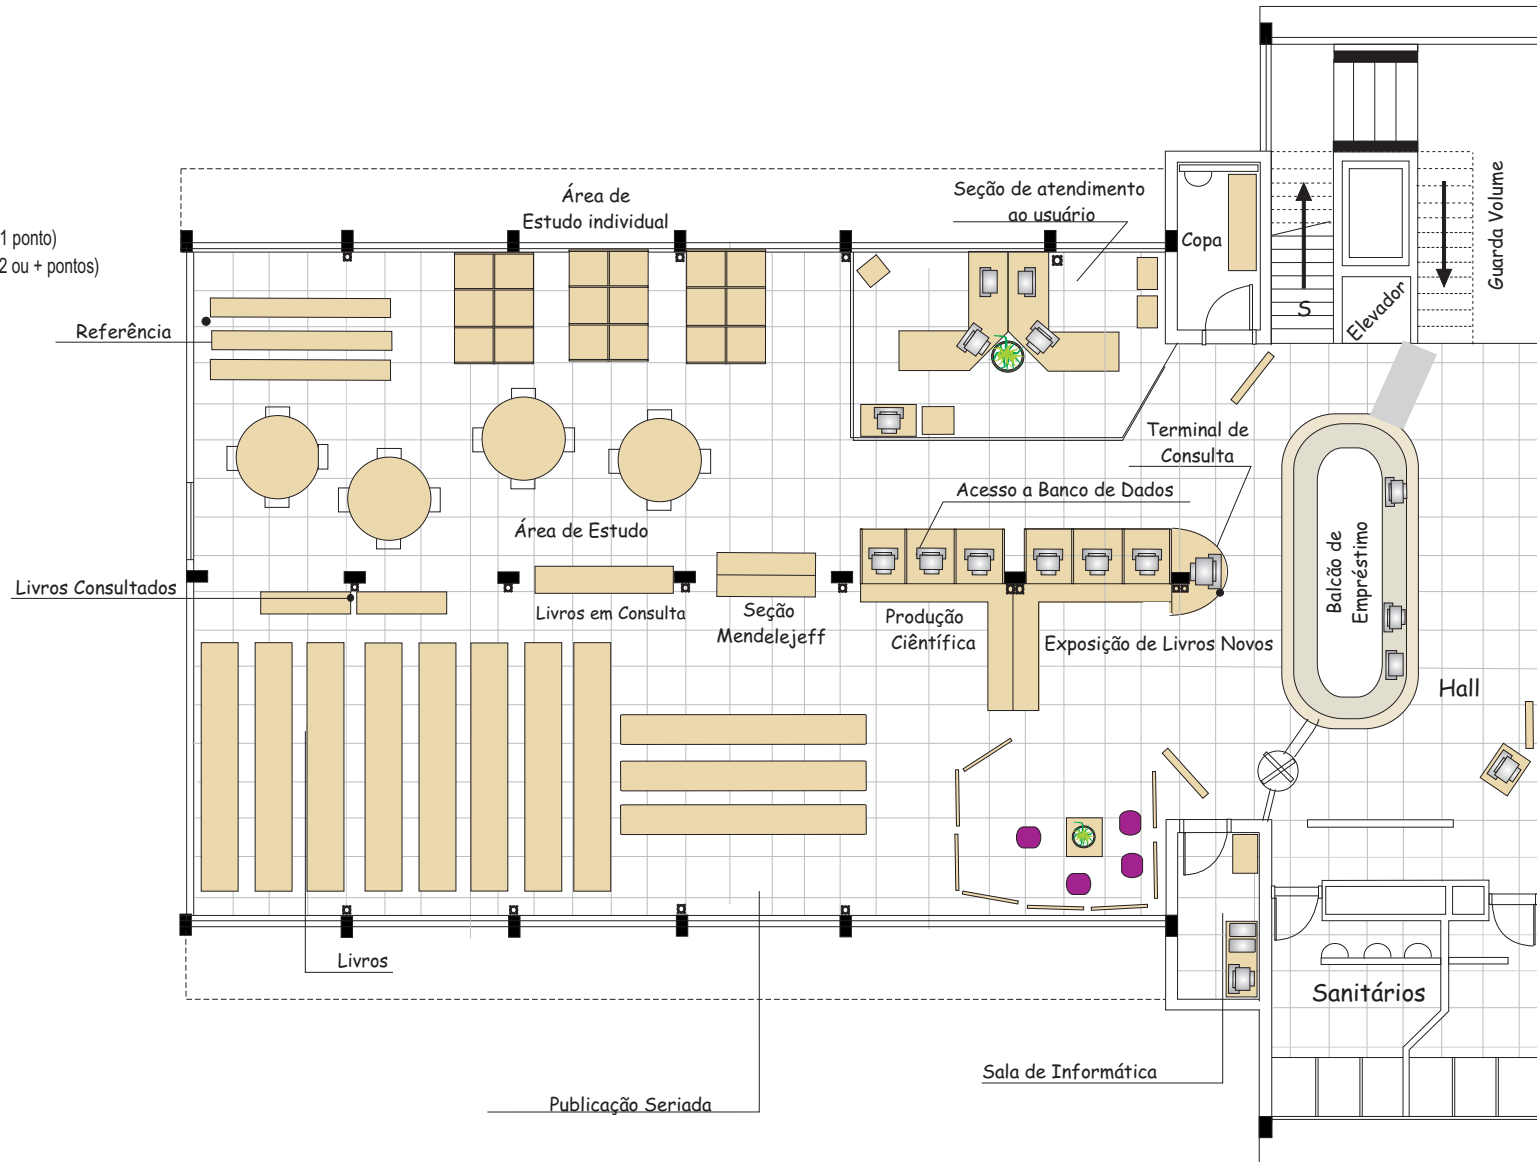 1 ponto)
2 ou + pontos)
Área de
Estudo individual
Seção de atendimento
ao usuário
Copa
S
Elevador
Guarda Volume
Referência
Terminal de
Consulta
Acesso a Banco de Dados
Área de Estudo
Balcão de
Empréstimo
Livros Consultados
Livros em Consulta
Seção
Mendelejeff
Produção
Ciêntífica
Exposição de Livros Novos
Hall
Livros
Sanitários
Sala de Informática
Publicação Seriada